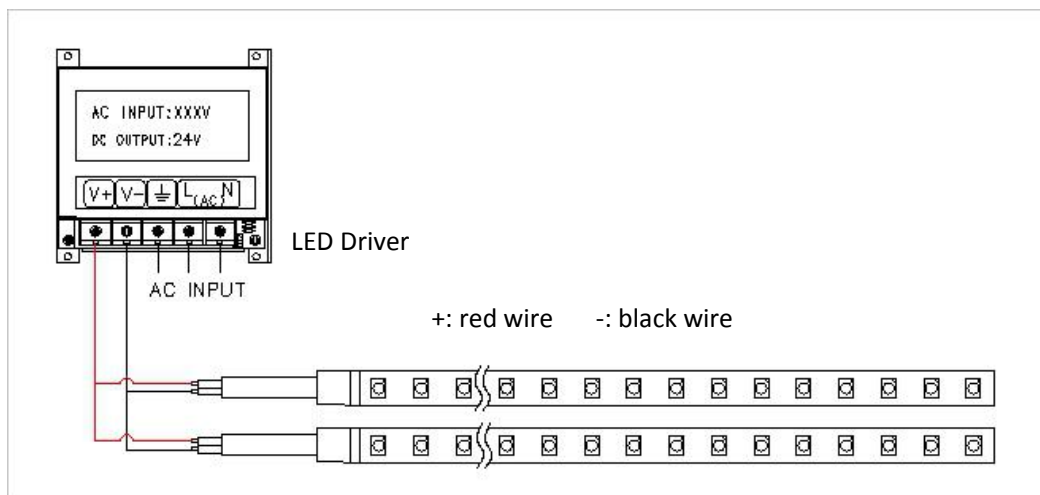 AC INPUT:XXXV
DC OUTPUT:24V
V+ V- L(AC)N
LED Driver
AC INPUT
+: red wire -: black wire